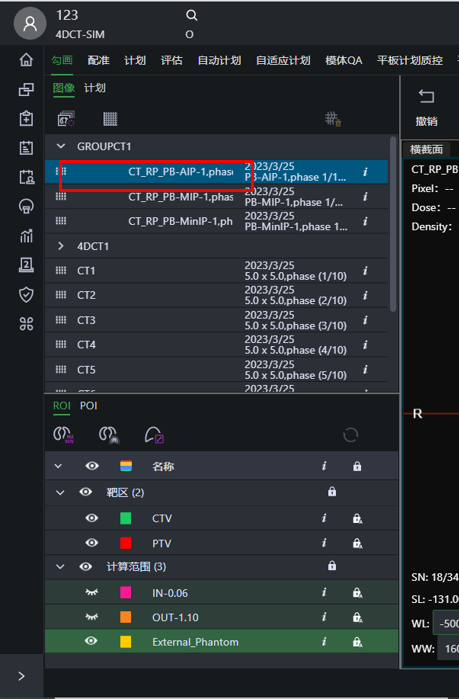 123
4DCT-SIM
O
勾画 配准 计划 评估 自动计划 自适应计划 模体QA 平板计划质控
图像 计划
撤销
GROUPCT1
横截面
CT_RP_PB-AIP-1,phase 2023/3/25
PB-AIP-1,phase 1/1... i
CT_RP_PB
CT_RP_PB-MIP-1,phas 2023/3/25
PB-MIP-1,phase 1/... i
Pixel: --
CT_RP_PB-MinIP-1,ph 2023/3/25
PB-MinIP-1,phase 1... i
Dose: --
Density:
4DCT1
CT1 2023/3/25
5.0 x 5.0,phase (1/10) i
CT2 2023/3/25
5.0 x 5.0,phase (2/10) i
CT3 2023/3/25
5.0 x 5.0,phase (3/10) i
CT4 2023/3/25
5.0 x 5.0,phase (4/10) i
CT5 2023/3/25
5.0 x 5.0,phase (5/10) i
ROI POI
R
名称 i
靶区 (2)
CTV i
PTV i
计算范围 (3)
IN-0.06 i
OUT-1.10 i
External_Phantom i
SN: 18/34
SL: -131.0
WL: -500
WW: 160